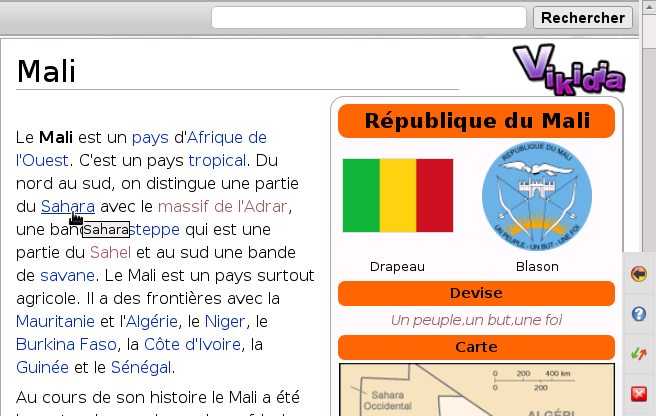 Rechercher
Mali
Vikidia
Le Mali est un pays d'Afrique de
l'Ouest. C'est un pays tropical. Du
nord au sud, on distingue une partie
du Sahara avec le massif de l'Adrar,
une band steppe qui est une
Sahara
partie du Sahel et au sud une bande
de savane. Le Mali est un pays surtout
agricole. Il a des frontières avec la
Mauritanie et l'Algérie, le Niger, le
Burkina Faso, la Côte d'Ivoire, la
Guinée et le Sénégal.
Au cours de son histoire le Mali a été
République du Mali
REPUBLIQUE DU MALI
UN PEUPLE - UN BUT - UNE FOI
Drapeau
Blason
Devise
Un peuple,un but,une foi
Carte
0 200 400 km
0 200 400 mi
Sahara
Occidental
ALGÉRI